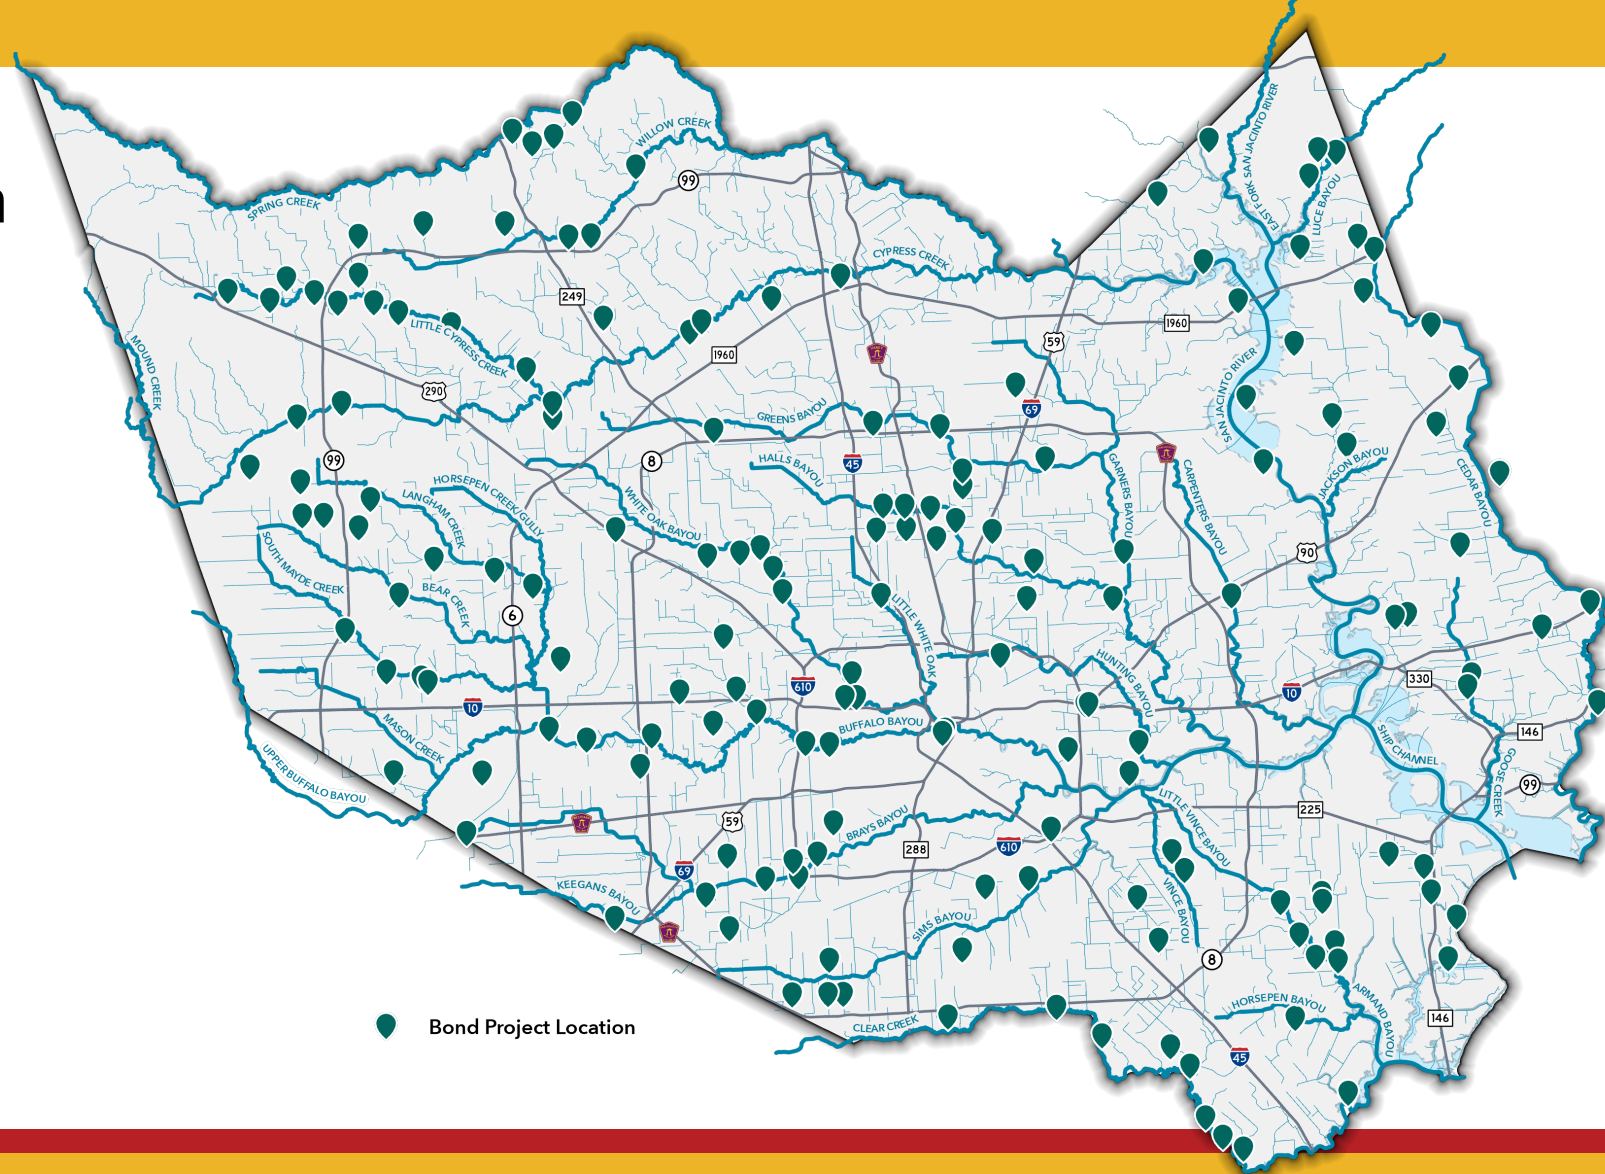 EAST FORK SAN JACINTO RIVER
WILLOW CREEK
99
LUCE BAYOU
SPRING CREEK
CYPRESS CREEK
249
LITTLE CYPRESS CREEK
1960
59
MOUND CREEK
1960
290
SAN JACINTO RIVER
69
GREENS BAYOU
99
8
HALLS BAYOU
45
GARNERS BAYOU
CARPENTERS BAYOU
JACKSON BAYOU
CEDAR BAYOU
HORSEPEN CREEK/GULLY
LANGHAM CREEK
WHITE OAK BAYOU
SOUTH MAYDE CREEK
90
BEAR CREEK
6
LITTLE WHITE OAK
HUNTING BAYOU
610
10
330
10
MASON CREEK
BUFFALO BAYOU
SHIP CHANNEL
146
UPPER BUFFALO BAYOU
GOOSE CREEK
99
59
BRAYS BAYOU
LITTLE VINCE BAYOU
225
288
610
69
KEEGANS BAYOU
VINCE BAYOU
SIMS BAYOU
8
HORSEPEN BAYOU
ARMAND BAYOU
CLEAR CREEK
146
45
Bond Project Location